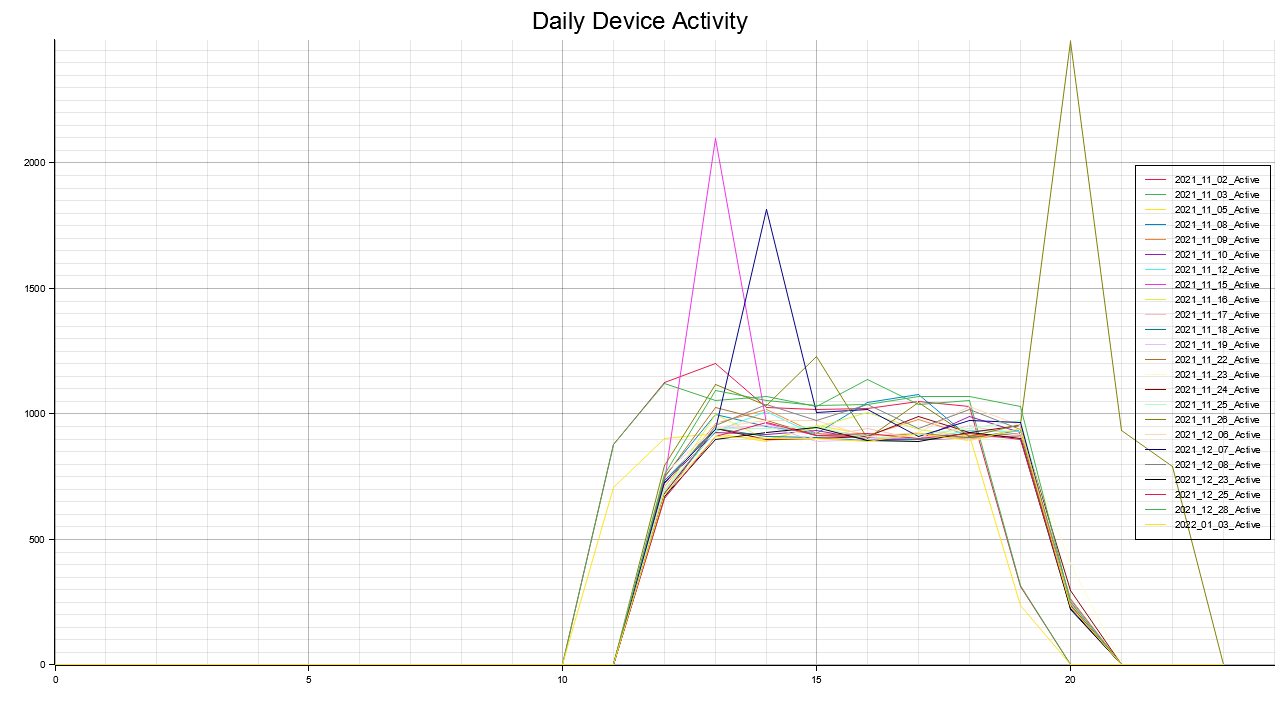 Daily Device Activity
2000
1500
1000
500
0
0 5 10 15 20
2021_11_02_Active
2021_11_03_Active
2021_11_05_Active
2021_11_08_Active
2021_11_09_Active
2021_11_10_Active
2021_11_12_Active
2021_11_15_Active
2021_11_16_Active
2021_11_17_Active
2021_11_18_Active
2021_11_19_Active
2021_11_22_Active
2021_11_23_Active
2021_11_24_Active
2021_11_25_Active
2021_11_26_Active
2021_12_06_Active
2021_12_07_Active
2021_12_08_Active
2021_12_23_Active
2021_12_25_Active
2021_12_28_Active
2022_01_03_Active